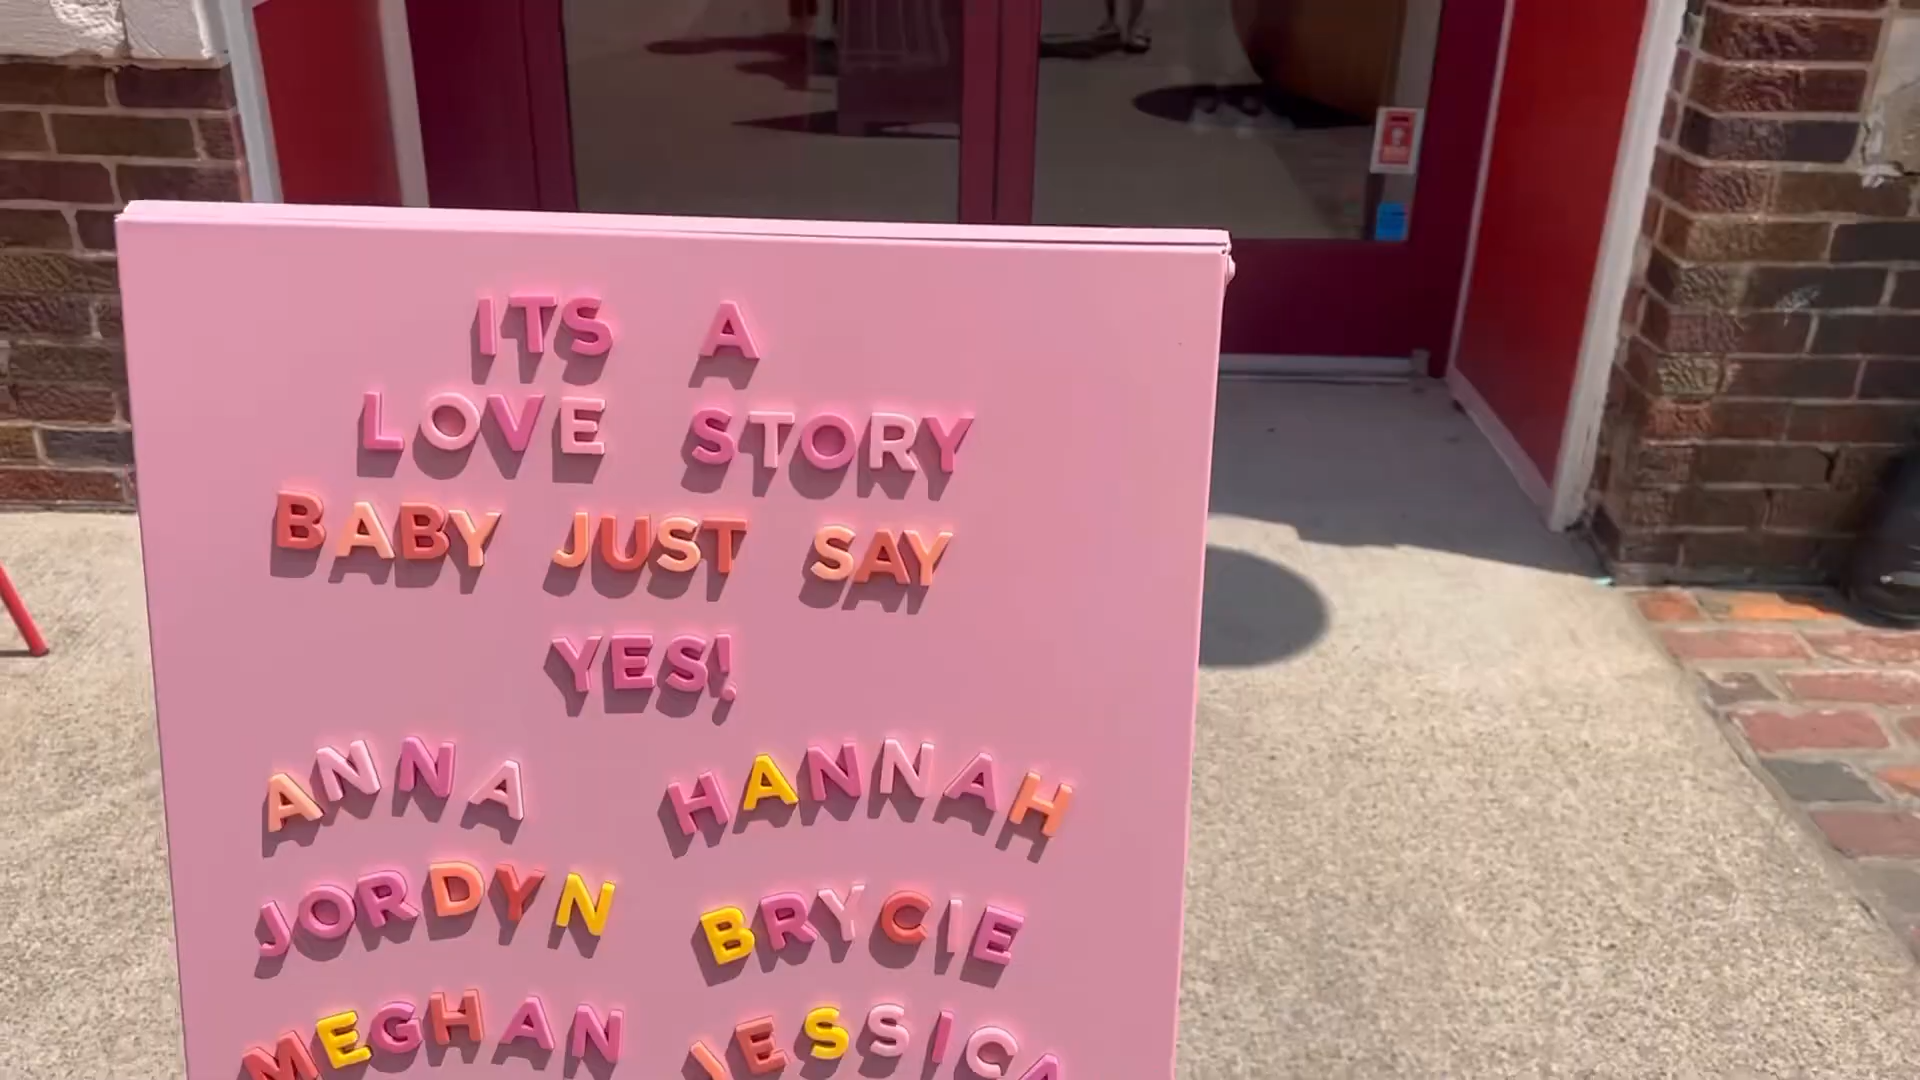 ITS A
LOVE STORY
BABY JUST SAY
YES!
ANNA HANNAH
JORDYN BRYCIE
MEGHAN JESSICA